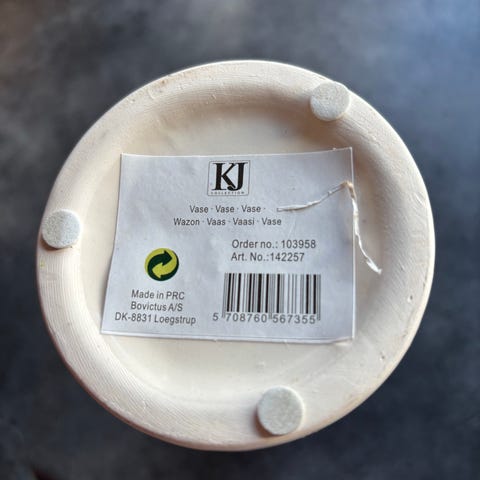 KJ
COLLECTION
Vase · Vase · Vase ·
Wazon · Vaas · Vaasi · Vase
Order no.: 103958
Art. No.:142257
Made in PRC
Bovictus A/S
DK-8831 Loegstrup
5 708760 567355